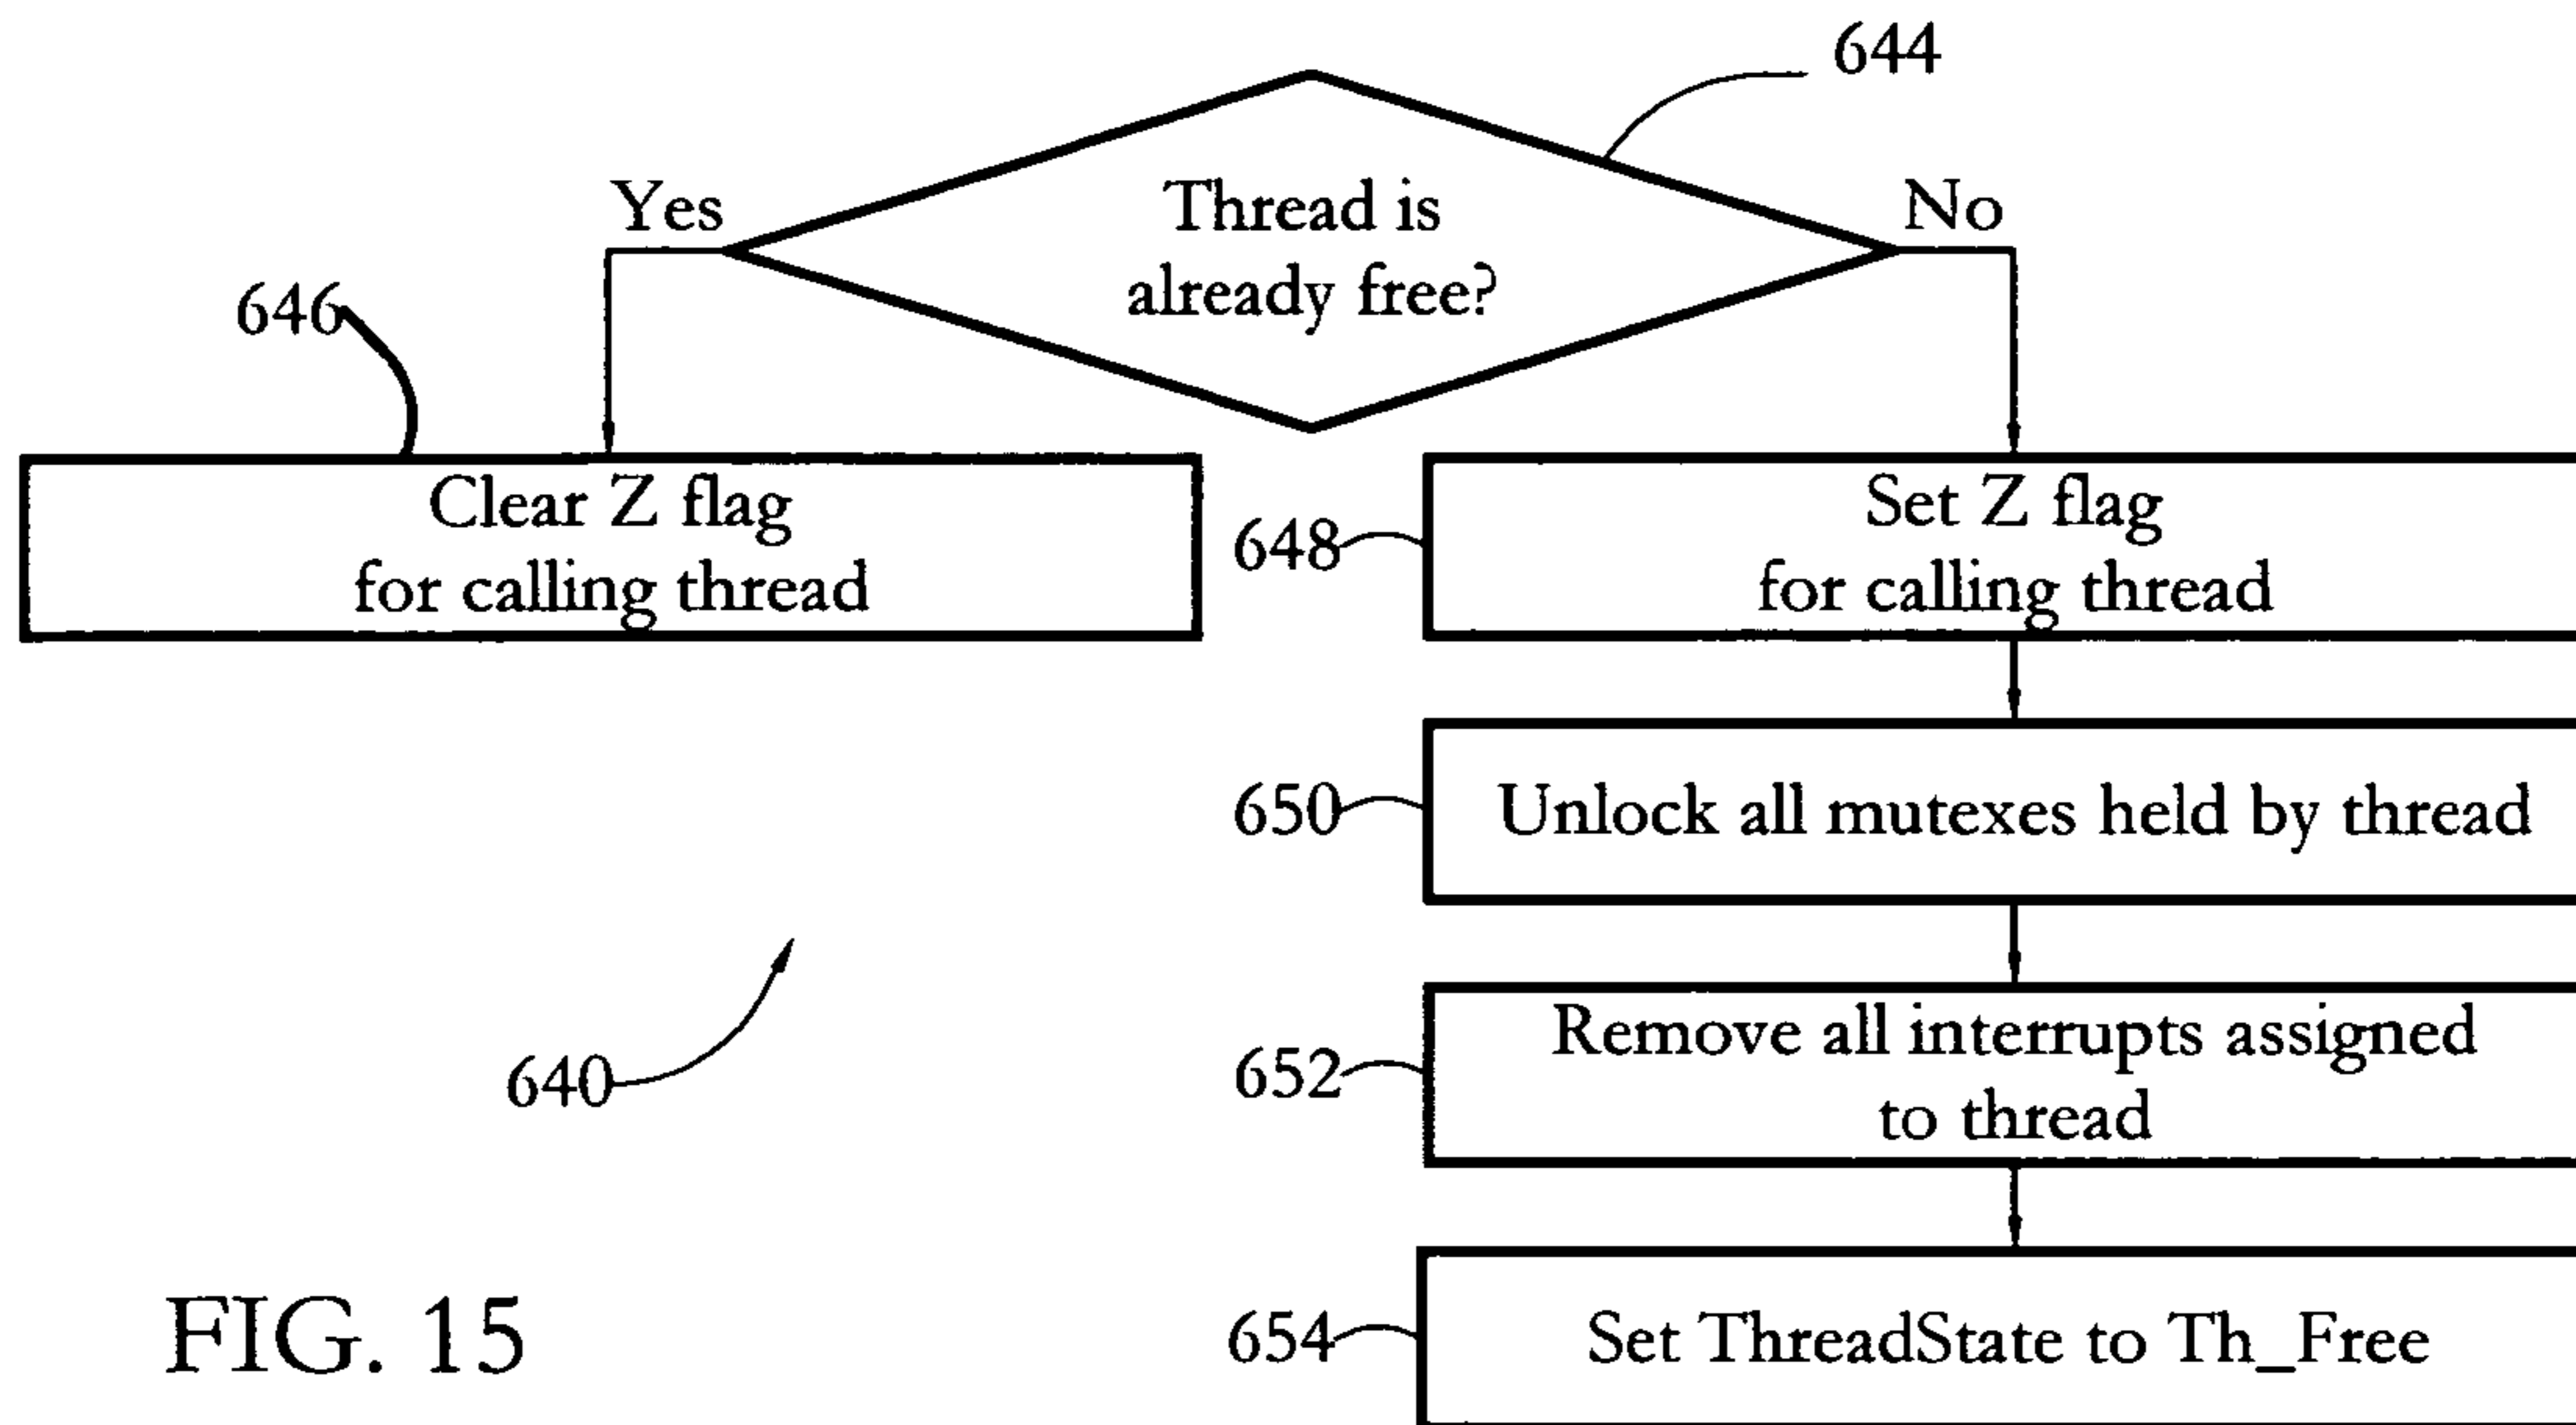 644
Yes
Thread is
already free?
No
646
Clear Z flag
for calling thread
648
Set Z flag
for calling thread
650
Unlock all mutexes held by thread
652
Remove all interrupts assigned
to thread
640
654
Set ThreadState to Th_Free
FIG. 15